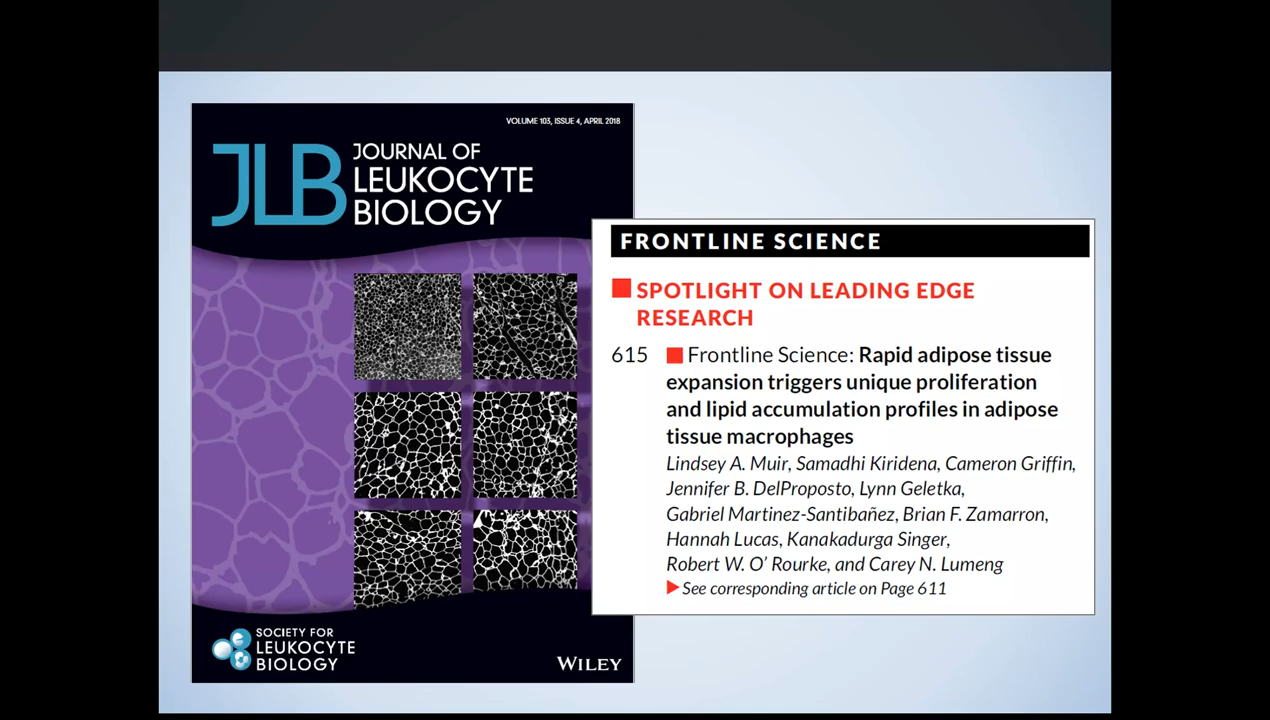 VOLUME 103, ISSUE 4, APRIL 2018
JLB
JOURNAL OF
LEUKOCYTE
BIOLOGY
SOCIETY FOR
LEUKOCYTE
BIOLOGY
WILEY
FRONTLINE SCIENCE
SPOTLIGHT ON LEADING EDGE
RESEARCH
615 Frontline Science: Rapid adipose tissue
expansion triggers unique proliferation
and lipid accumulation profiles in adipose
tissue macrophages
Lindsey A. Muir, Samadhi Kiridena, Cameron Griffin,
Jennifer B. DelProposto, Lynn Geletka,
Gabriel Martinez-Santibañez, Brian F. Zamarron,
Hannah Lucas, Kanakadurga Singer,
Robert W. O’ Rourke, and Carey N. Lumeng
See corresponding article on Page 611